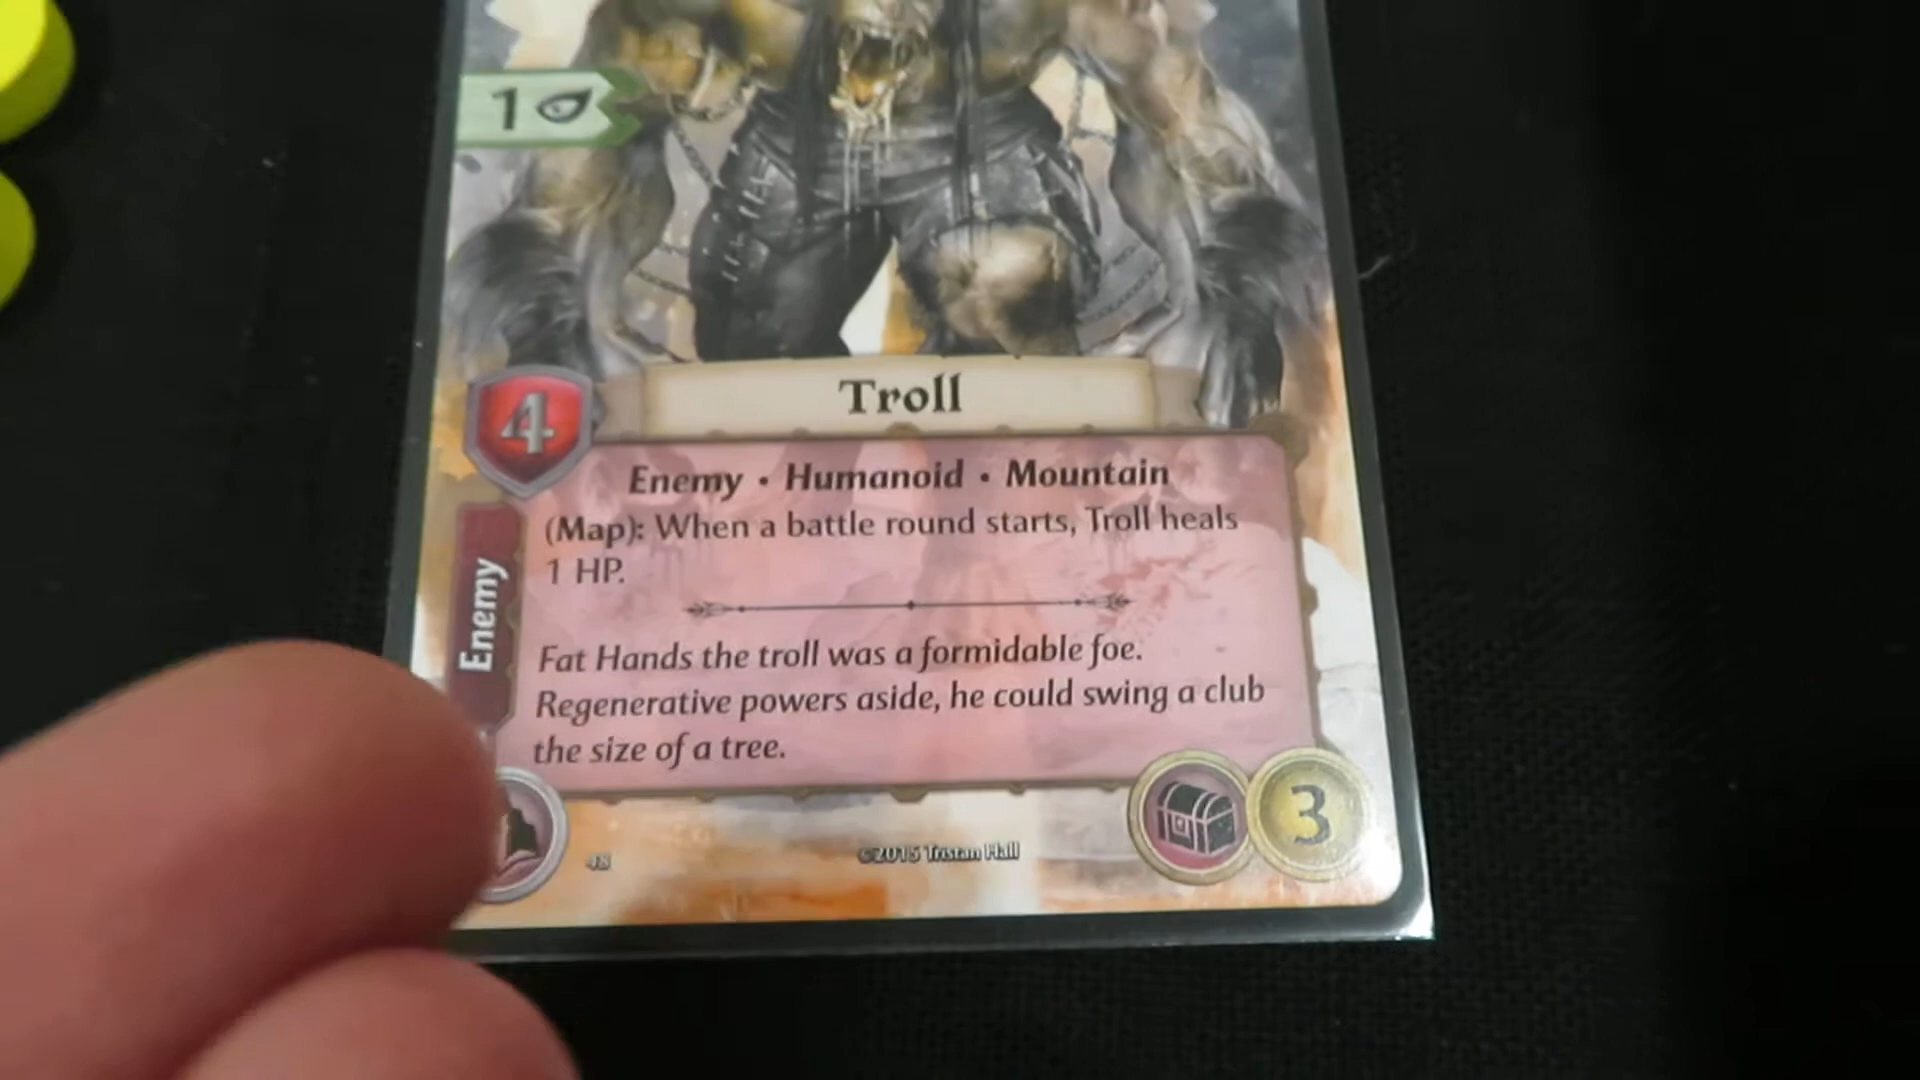 1
Troll
4
Enemy • Humanoid • Mountain
(Map): When a battle round starts, Troll heals
1 HP.
Enemy
Fat Hands the troll was a formidable foe.
Regenerative powers aside, he could swing a club
the size of a tree.
3
48
©2015 Tristan Hall